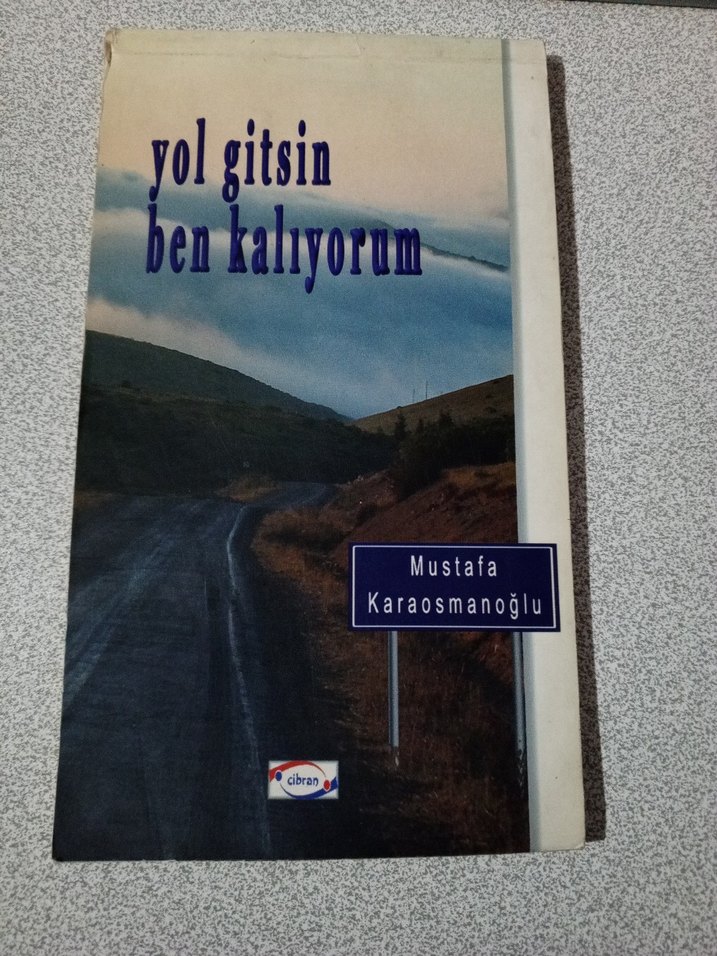 yol gitsin
ben kalıyorum
Mustafa
Karaosmanoğlu
cibran